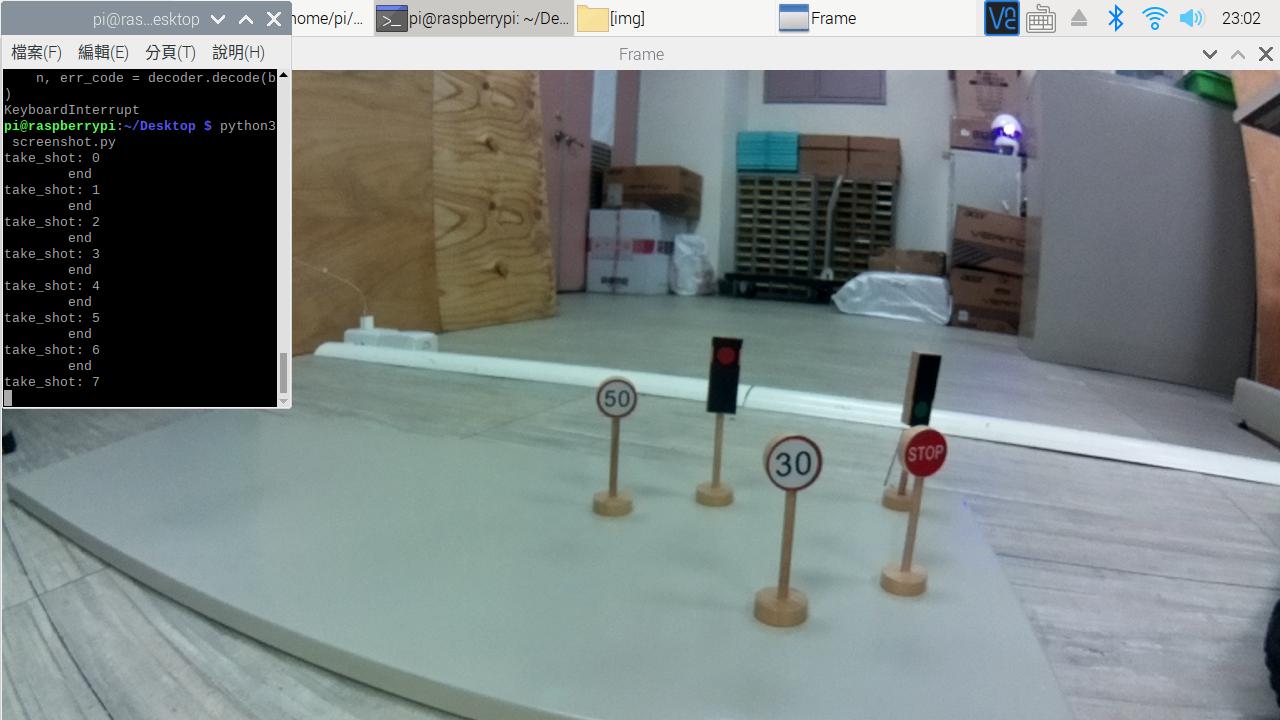 pi@ras...esktop
home/pi/...
pi@raspberrypi: ~/De...
[img]
Frame
23:02
檔案(F) 編輯(E) 分頁(T) 說明(H)
Frame
n, err_code = decoder.decode(b
)
KeyboardInterrupt
pi@raspberrypi:~/Desktop $ python3
screenshot.py
take_shot: 0
end
take_shot: 1
end
take_shot: 2
end
take_shot: 3
end
take_shot: 4
end
take_shot: 5
end
take_shot: 6
end
take_shot: 7
50
30
STOP
acer